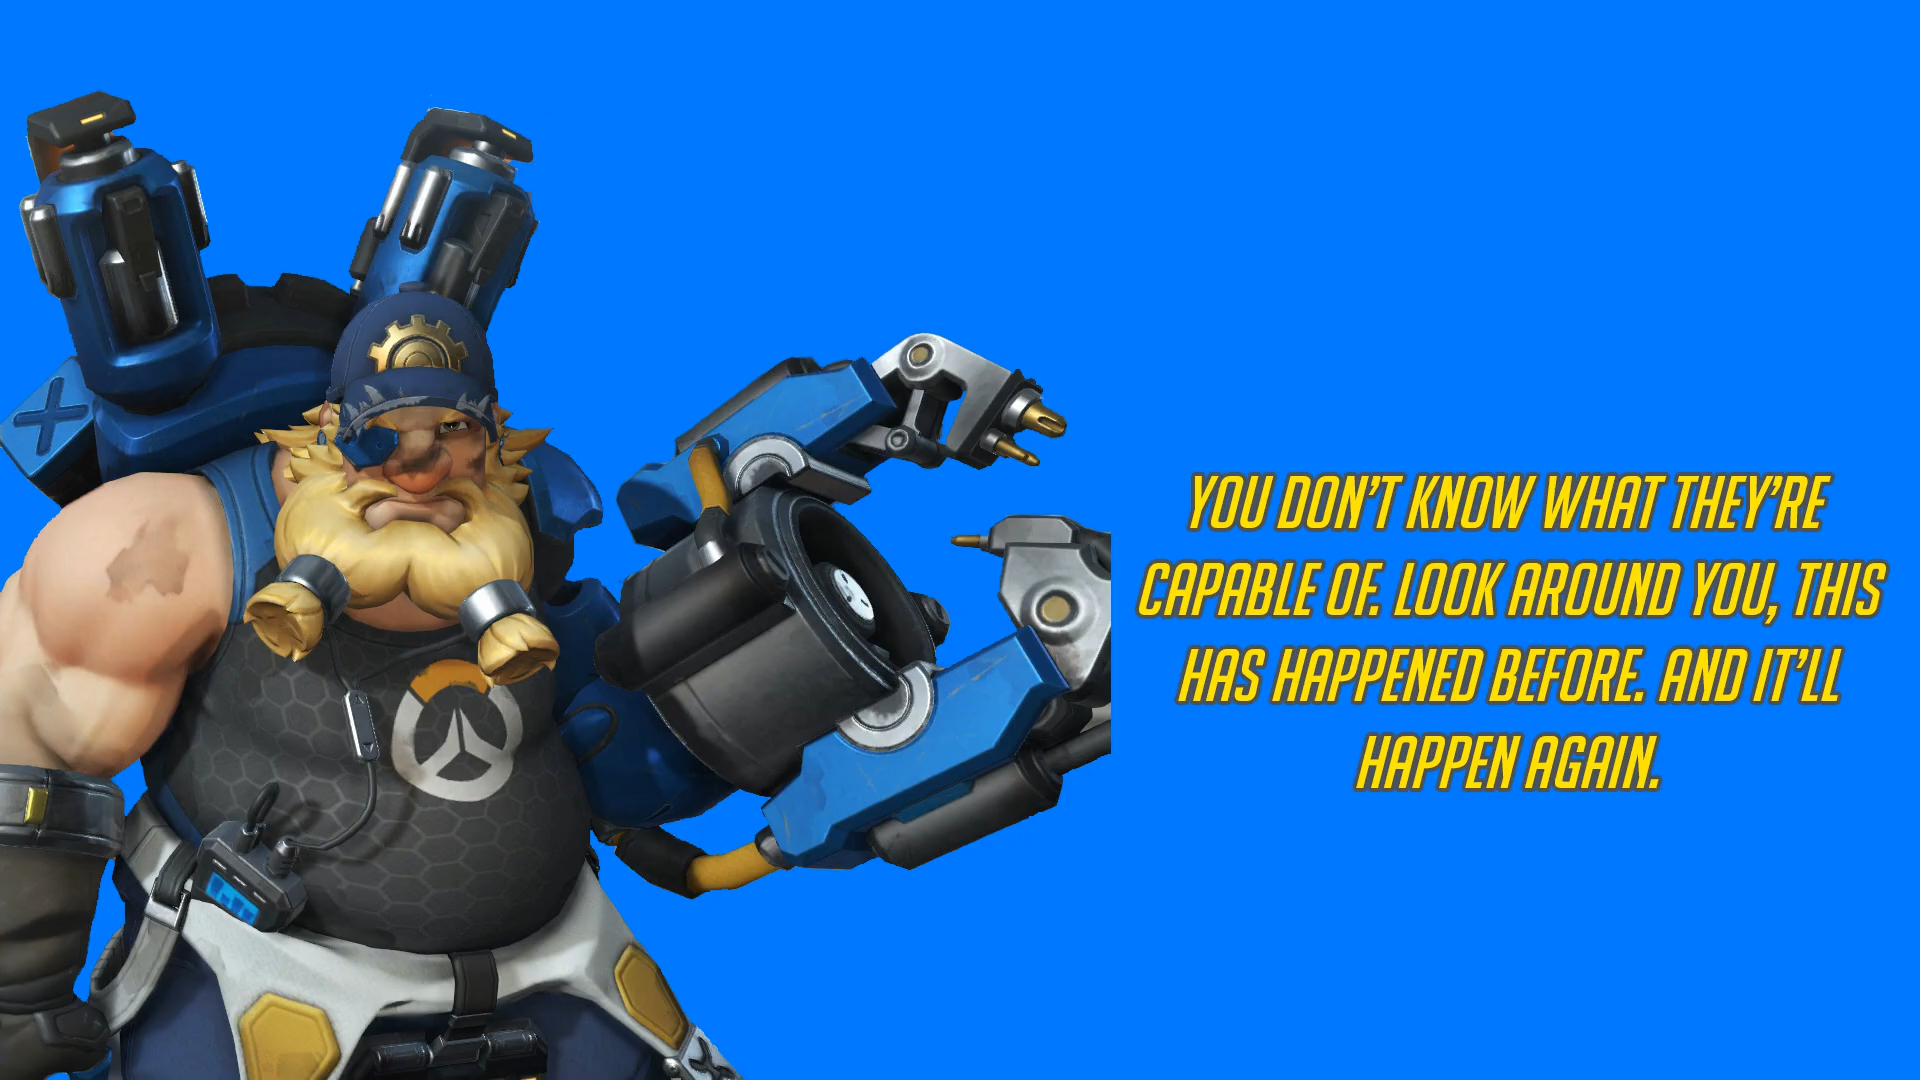 YOU DON'T KNOW WHAT THEY'RE
CAPABLE OF. LOOK AROUND YOU, THIS
HAS HAPPENED BEFORE. AND IT'LL
HAPPEN AGAIN.